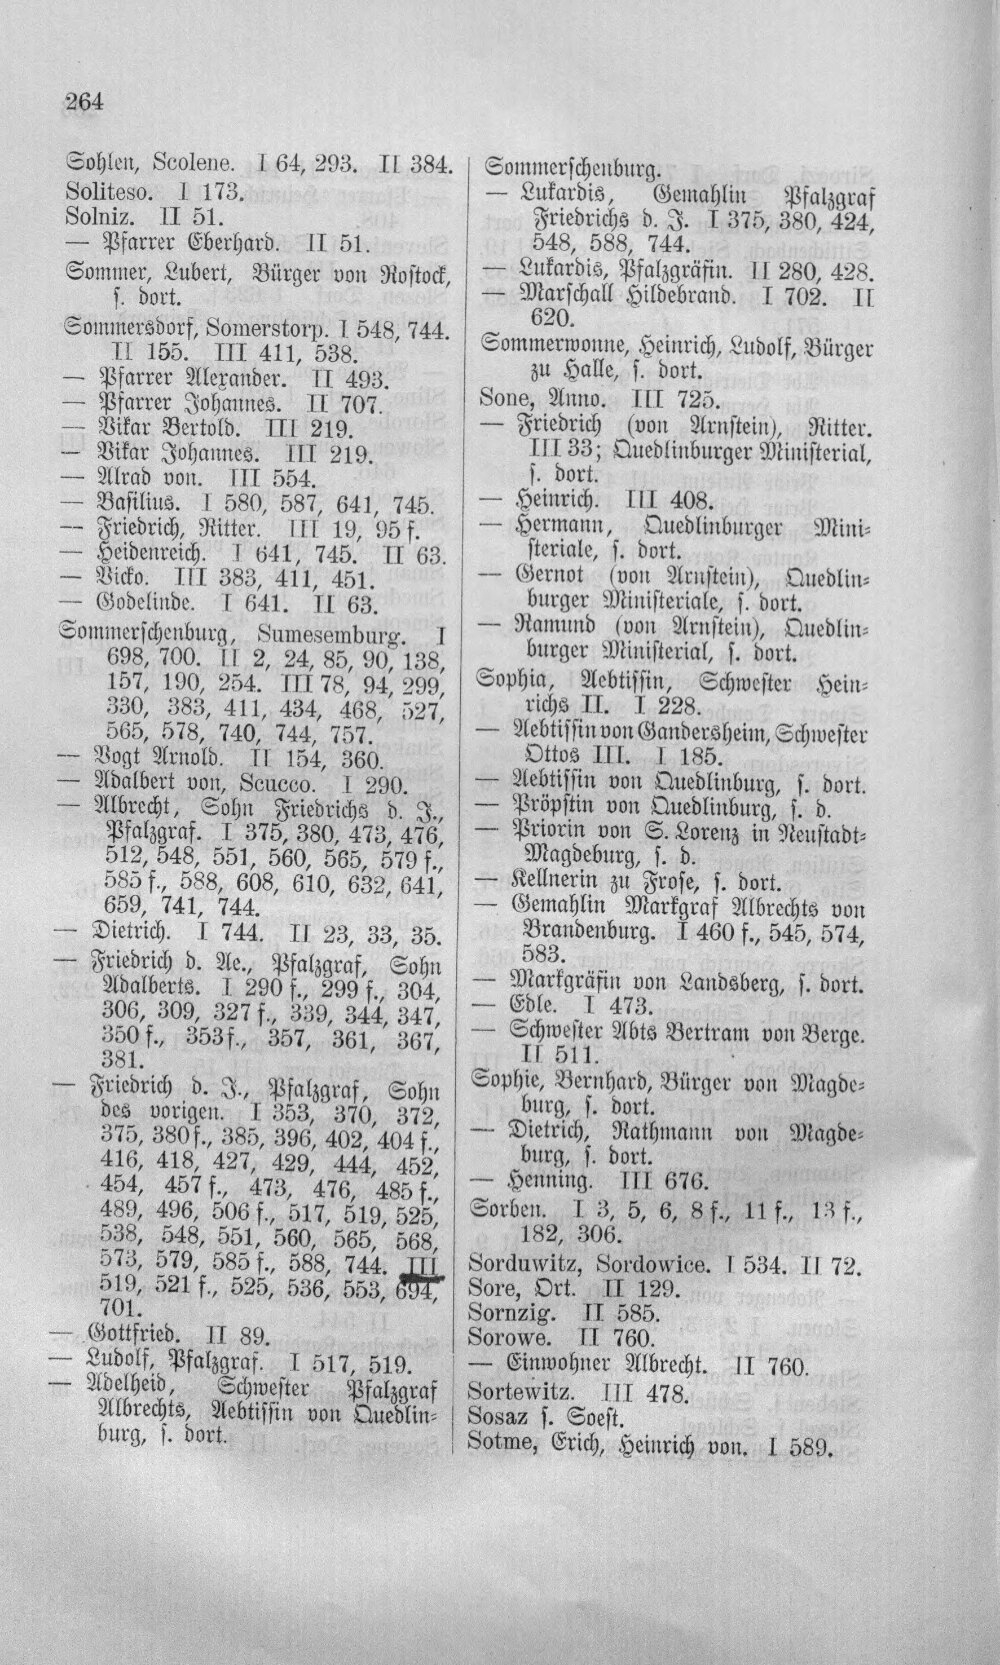 264
Sohlen, Scolene. I 64, 293. II 384.
Soliteso. I 173.
Solniz. II 51.
— Pfarrer Eberhard. II 51.
Sommer, Lubert, Bürger von Rostock,
s. dort.
Sommersdorf, Somerstorp. I 548, 744.
II 155. III 411, 538.
— Pfarrer Alexander. II 493.
— Pfarrer Johannes. II 707.
— Vikar Bertold. III 219.
— Vikar Johannes. III 219.
— Alrad von. III 554.
— Basilius. I 580, 587, 641, 745.
— Friedrich, Ritter. III 19, 95 f.
— Heidenreich. I 641, 745. II 63.
— Vicko. III 383, 411, 451.
— Godelinde. I 641. II 63.
Sommerschenburg, Sumesemburg. I
698, 700. II 2, 24, 85, 90, 138,
157, 190, 254. III 78, 94, 299,
330, 383, 411, 434, 468, 527,
565, 578, 740, 744, 757.
— Vogt Arnold. II 154, 360.
— Adalbert von, Scucco. I 290.
— Albrecht, Sohn Friedrichs d. J.,
Pfalzgraf. I 375, 380, 473, 476,
512, 548, 551, 560, 565, 579 f.,
585 f., 588, 608, 610, 632, 641,
659, 741, 744.
— Dietrich. I 744. II 23, 33, 35.
— Friedrich d. Ae., Pfalzgraf, Sohn
Adalberts. I 290 f., 299 f., 304,
306, 309, 327 f., 339, 344, 347,
350 f., 353 f., 357, 361, 367,
381.
— Friedrich d. J., Pfalzgraf, Sohn
des vorigen. I 353, 370, 372,
375, 380 f., 385, 396, 402, 404 f.,
416, 418, 427, 429, 444, 452,
454, 457 f., 473, 476, 485 f.,
489, 496, 506 f., 517, 519, 525,
538, 548, 551, 560, 565, 568,
573, 579, 585 f., 588, 744. III
519, 521 f., 525, 536, 553, 694,
701.
— Gottfried. II 89.
— Ludolf, Pfalzgraf. I 517, 519.
— Adelheid, Schwester Pfalzgraf
Albrechts, Aebtissin von Quedlin-
burg, s. dort.
Sommerschenburg.
— Lukardis, Gemahlin Pfalzgraf
Friedrichs d. J. I 375, 380, 424,
548, 588, 744.
— Lukardis, Pfalzgräfin. II 280, 428.
— Marschall Hildebrand. I 702. II
620.
Sommerwonne, Heinrich, Ludolf, Bürger
zu Halle, s. dort.
Sone, Anno. III 725.
— Friedrich (von Arnstein), Ritter.
III 33; Quedlinburger Ministerial,
s. dort.
— Heinrich. III 408.
— Hermann, Quedlinburger Mini-
steriale, s. dort.
— Gernot (von Arnstein), Quedlin-
burger Ministeriale, s. dort.
— Ramund (von Arnstein), Quedlin-
burger Ministerial, s. dort.
Sophia, Aebtissin, Schwester Hein-
richs II. I 228.
— Aebtissin von Gandersheim, Schwester
Ottos III. I 185.
— Aebtissin von Quedlinburg, s. dort.
— Pröpstin von Quedlinburg, s. d.
— Priorin von S. Lorenz in Neustadt-
Magdeburg, s. d.
— Kellnerin zu Frose, s. dort.
— Gemahlin Markgraf Albrechts von
Brandenburg. I 460 f., 545, 574,
583.
— Markgräfin von Landsberg, s. dort.
— Edle. I 473.
— Schwester Abts Bertram von Berge.
II 511.
Sophie, Bernhard, Bürger von Magde-
burg, s. dort.
— Dietrich, Rathmann von Magde-
burg, s. dort.
— Henning. III 676.
Sorben. I 3, 5, 6, 8 f., 11 f., 13 f.,
182, 306.
Sorduwitz, Sordowice. I 534. II 72.
Sore, Ort. II 129.
Sornzig. II 585.
Sorowe. II 760.
— Einwohner Albrecht. II 760.
Sortewitz. III 478.
Sosaz s. Soest.
Sotme, Erich, Heinrich von. I 589.